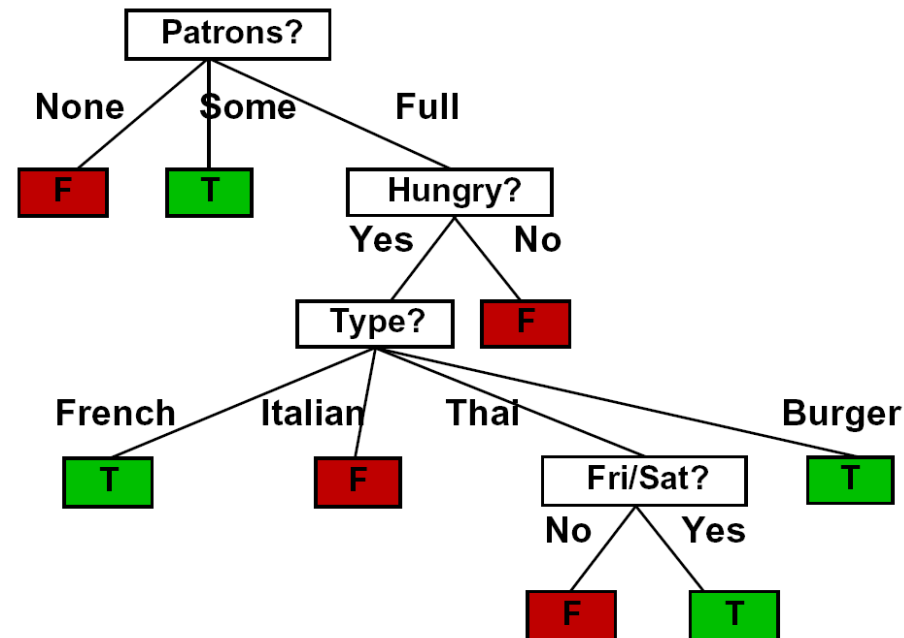 Patrons?
None Some Full
F T Hungry?
Yes No
Type? F
French Italian Thai Burger
T F Fri/Sat? T
No Yes
F T